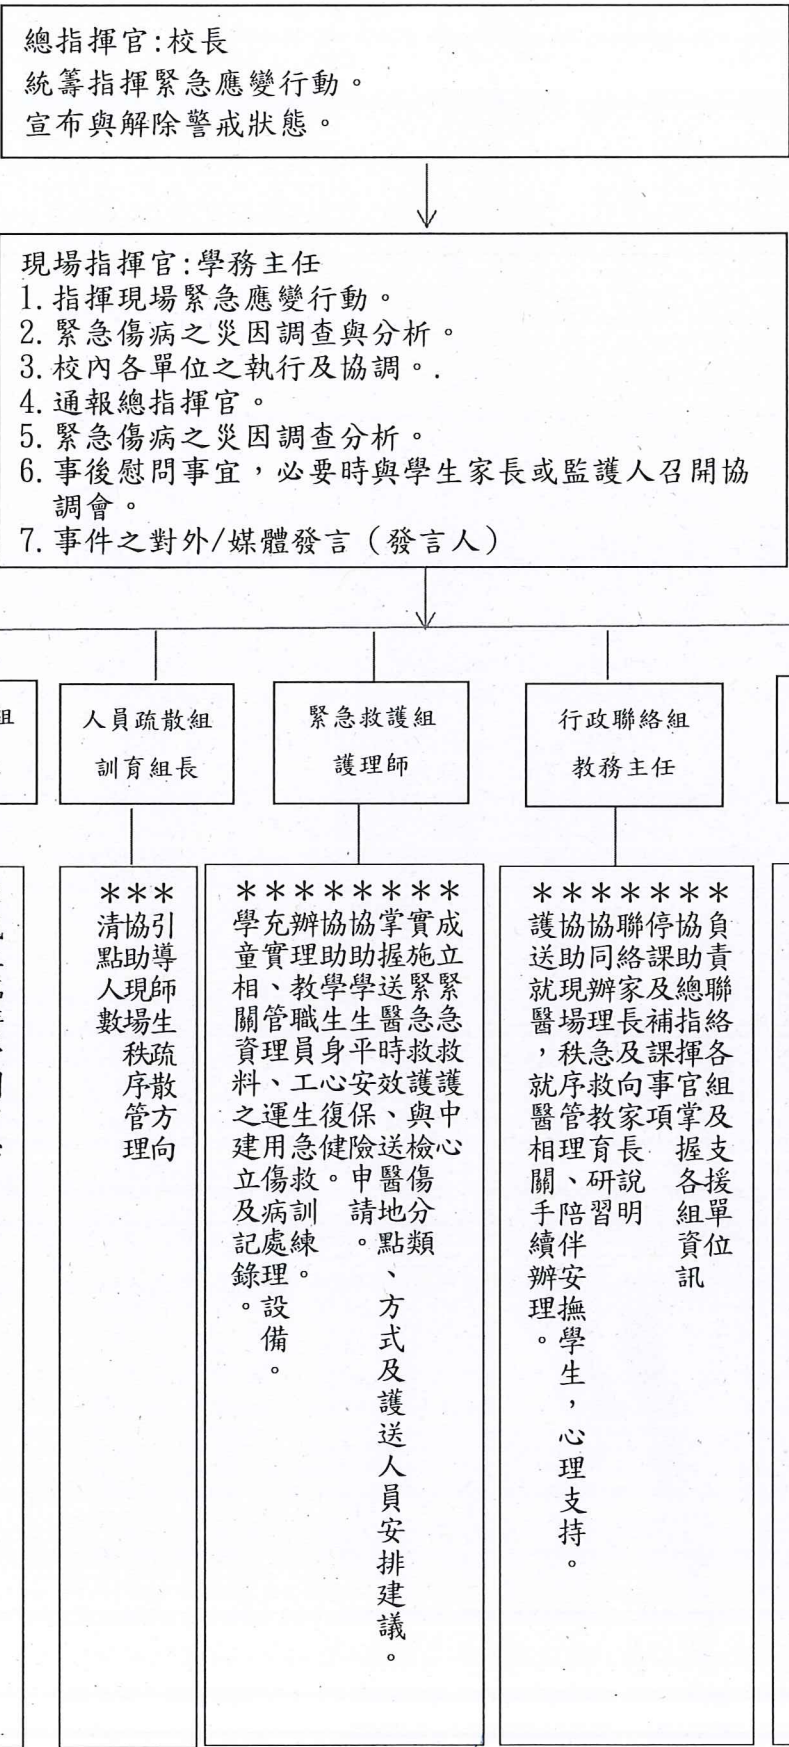 總指揮官:校長
統籌指揮緊急應變行動。
宣布與解除警戒狀態。
現場指揮官:學務主任
1.指揮現場緊急應變行動。
2.緊急傷病之災因調查與分析。
3.校內各單位之執行及協調。.
4.通報總指揮官。
5.緊急傷病之災因調查分析。
6.事後慰問事宜，必要時與學生家長或監護人召開協
調會。
7.事件之對外/媒體發言（發言人）
組
人員疏散組
訓育組長
緊急救護組
護理師
行政聯絡組
教務主任
*引導師生疏散方向
*協助現場秩序管理
*清點人數
*成立緊急救護中心
*實施緊急救護與檢傷分類
*掌握送醫時效、送醫地點、方式及護送人員安排建議。
*協助學生平安保險申請。
*協助學生身心復健。
*辦理教職員工生急救訓練。
*充實、管理、運用傷病處理設備。
*學童相關資料之建立及記錄。
*負責聯絡各組及支援單位
*協助總指揮官掌握各組資訊
*停課及補課事項
*聯絡家長及向家長說明
*協同辦理急救教育研習
*協助現場秩序管理、陪伴安撫學生，心理支持。
*護送就醫，就醫相關手續辦理。